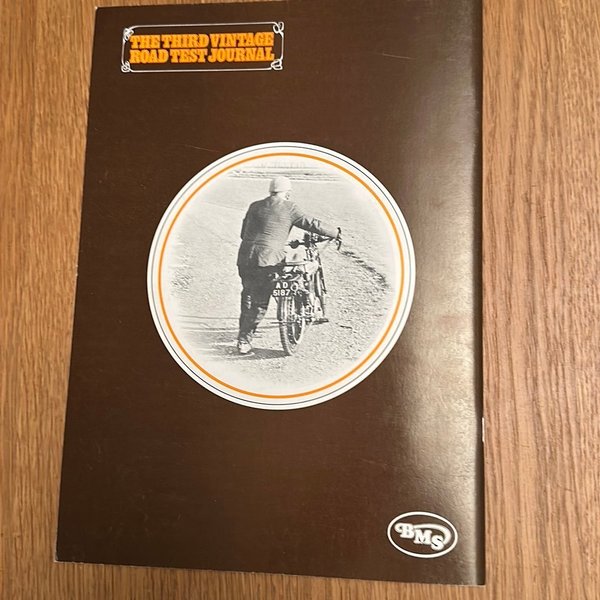 THE THIRD VINTAGE
ROAD TEST JOURNAL
AD
5187
BMS